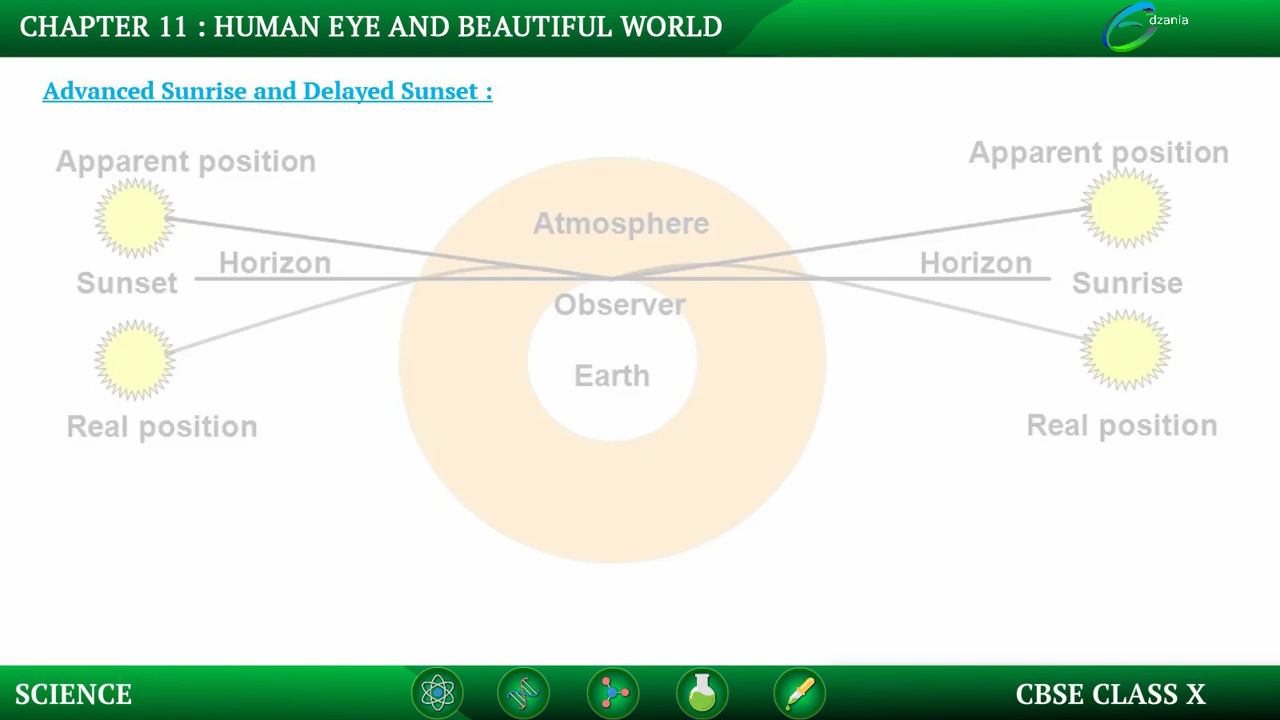 CHAPTER 11 : HUMAN EYE AND BEAUTIFUL WORLD
Edzania
Advanced Sunrise and Delayed Sunset :
Apparent position
Apparent position
Atmosphere
Horizon
Horizon
Sunset
Sunrise
Observer
Earth
Real position
Real position
SCIENCE
CBSE CLASS X